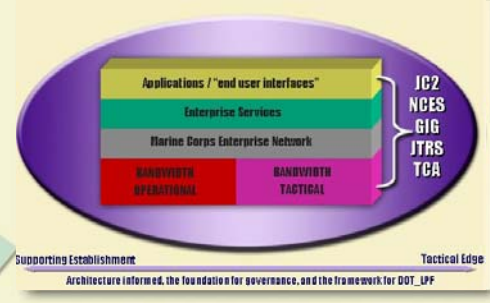 Applications / "end user interfaces"
Enterprise Services
Marine Corps Enterprise Network
BANDWIDTH
OPERATIONAL
BANDWIDTH
TACTICAL
JC2
NCES
GIG
JTRS
TCA
Supporting Establishment
Tactical Edge
Architecture informed, the foundation for governance, and the framework for DOT_LPF